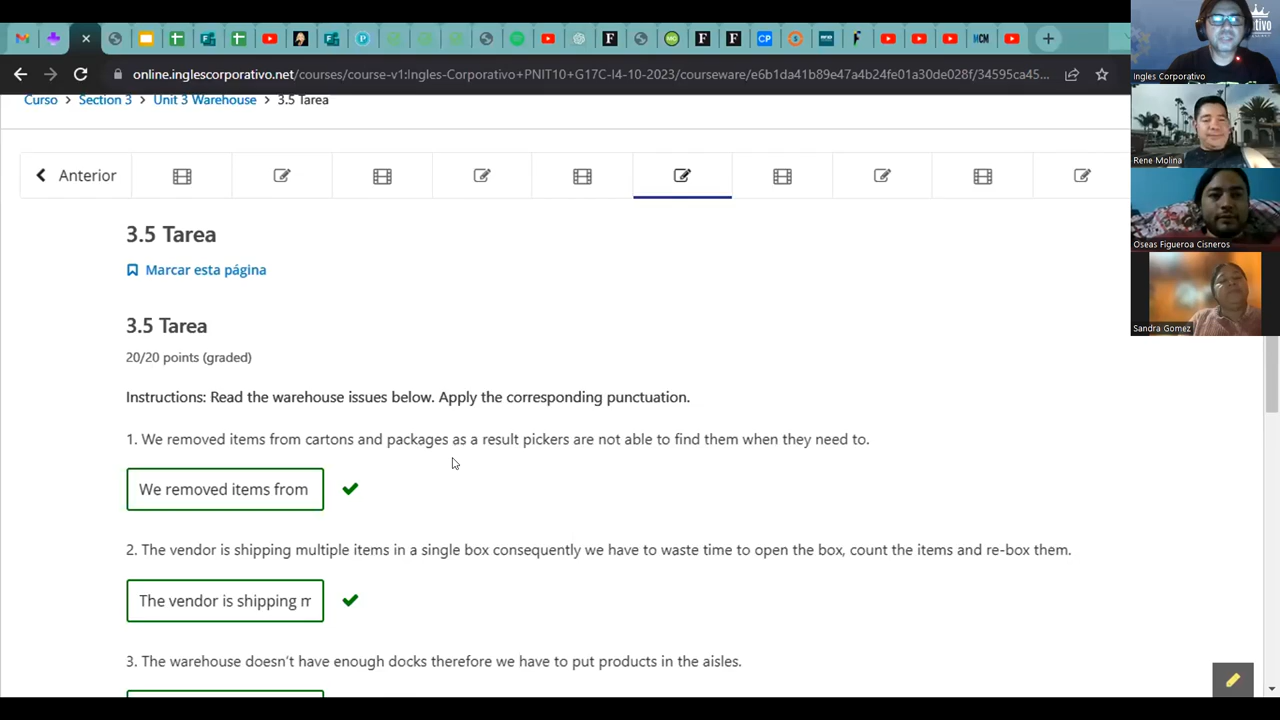 online.inglescorporativo.net/courses/course-v1:Ingles-Corporativo+PNIT10+G17C-I4-10-2023/courseware/e6b1da41b89e47a4b24fe01a30de028f/34595ca45...
Curso > Section 3 > Unit 3 Warehouse > 3.5 Tarea
Anterior
3.5 Tarea
Marcar esta página
3.5 Tarea
20/20 points (graded)
Instructions: Read the warehouse issues below. Apply the corresponding punctuation.
1. We removed items from cartons and packages as a result pickers are not able to find them when they need to.
We removed items from
2. The vendor is shipping multiple items in a single box consequently we have to waste time to open the box, count the items and re-box them.
The vendor is shipping m
3. The warehouse doesn't have enough docks therefore we have to put products in the aisles.
Ingles Corporativo
Rene Molina
Oseas Figueroa Cisneros
Sandra Gomez